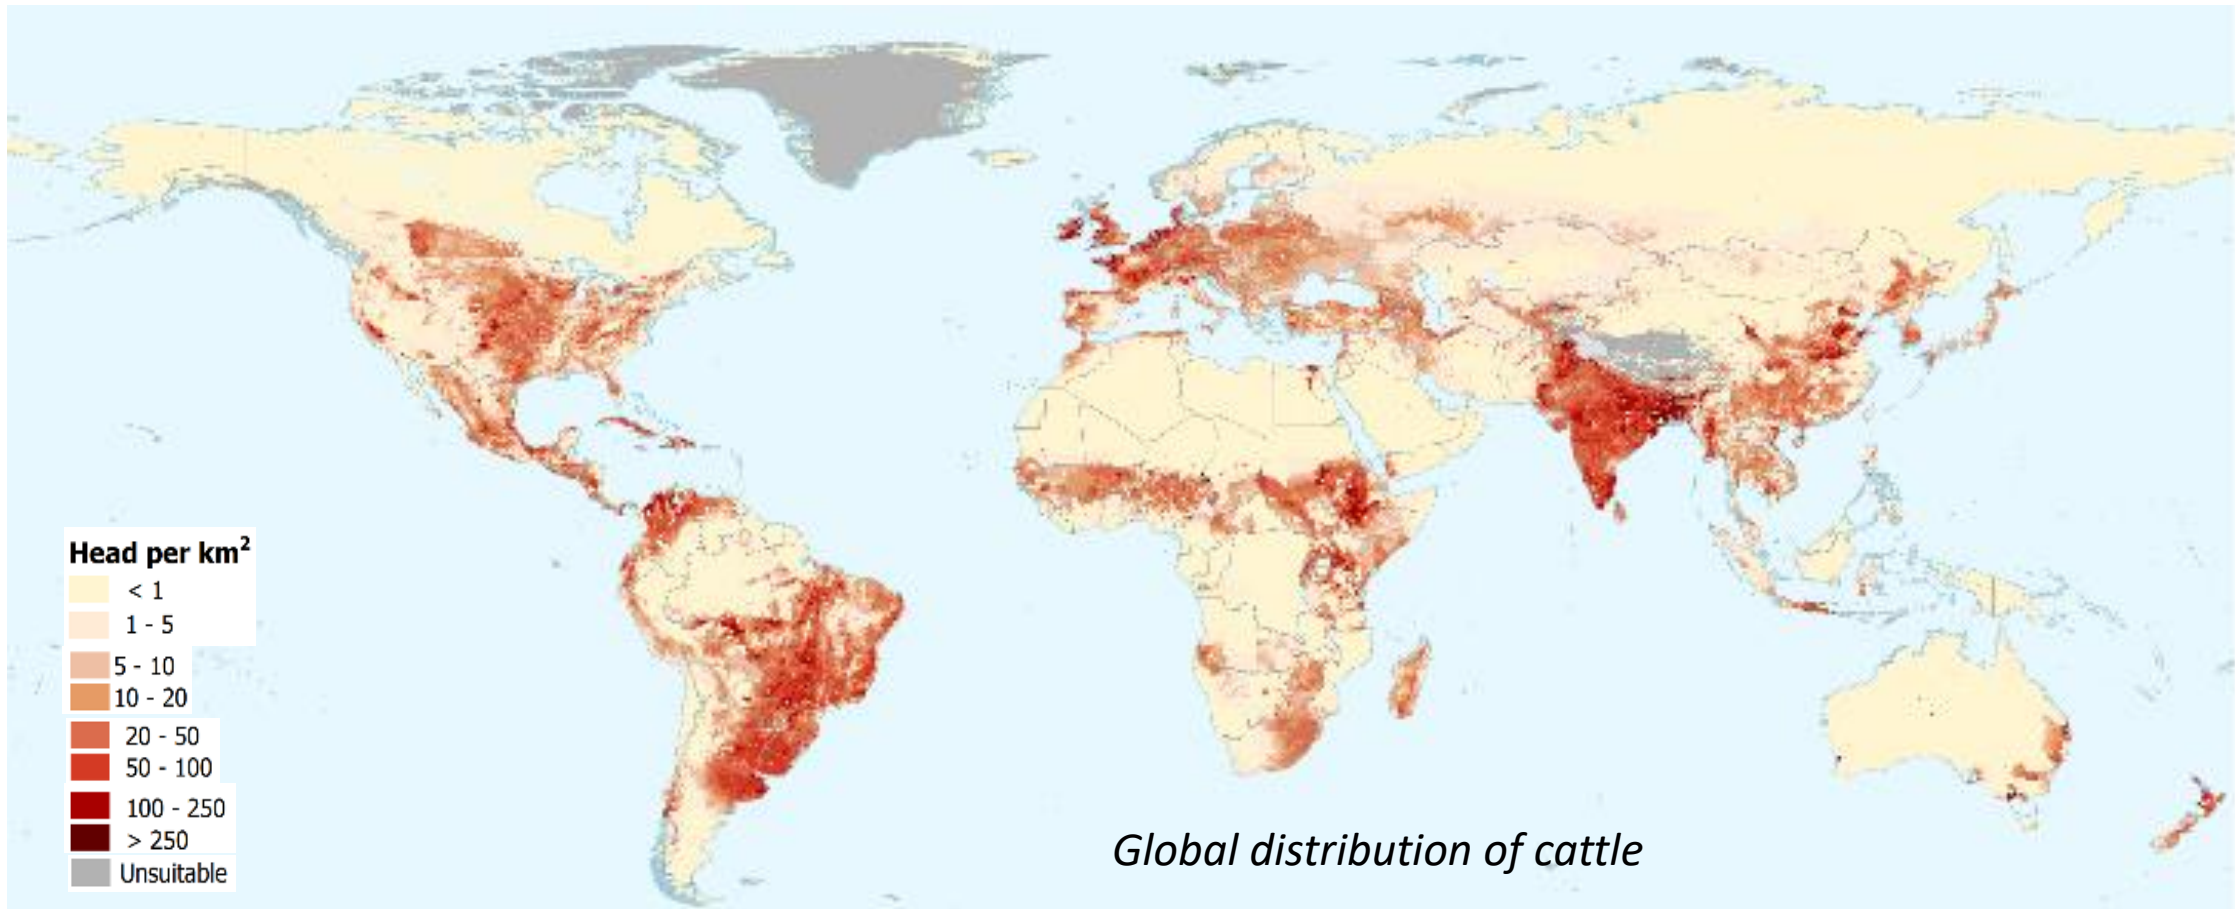 Head per km²
< 1
1 - 5
5 - 10
10 - 20
20 - 50
50 - 100
100 - 250
> 250
Unsuitable
Global distribution of cattle